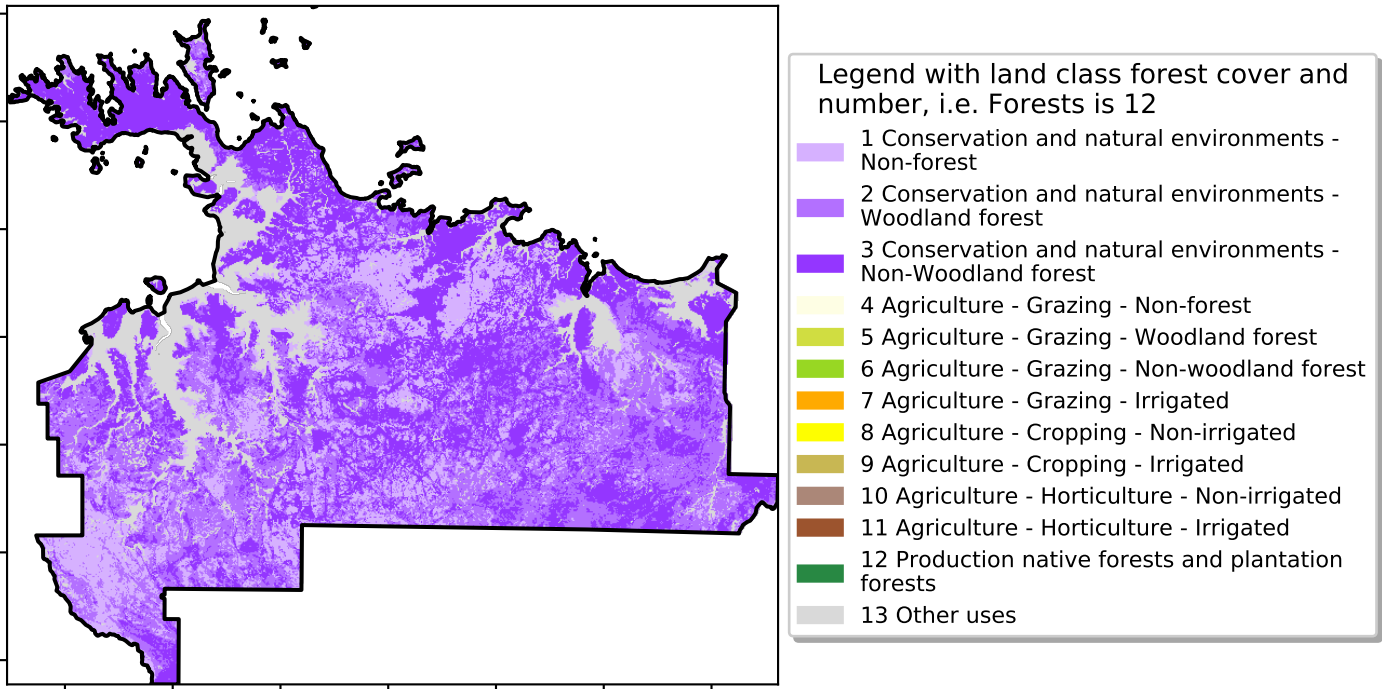 Legend with land class forest cover and
number, i.e. Forests is 12
1 Conservation and natural environments -
Non-forest
2 Conservation and natural environments -
Woodland forest
3 Conservation and natural environments -
Non-Woodland forest
4 Agriculture - Grazing - Non-forest
5 Agriculture - Grazing - Woodland forest
6 Agriculture - Grazing - Non-woodland forest
7 Agriculture - Grazing - Irrigated
8 Agriculture - Cropping - Non-irrigated
9 Agriculture - Cropping - Irrigated
10 Agriculture - Horticulture - Non-irrigated
11 Agriculture - Horticulture - Irrigated
12 Production native forests and plantation
forests
13 Other uses